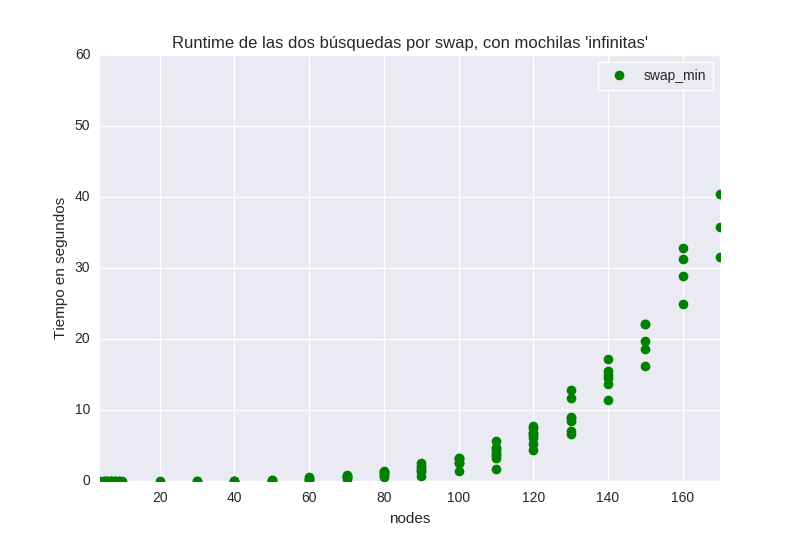 Runtime de las dos búsquedas por swap, con mochilas 'infinitas'
60
swap_min
50
40
30
20
10
0
Tiempo en segundos
20 40 60 80 100 120 140 160
nodes